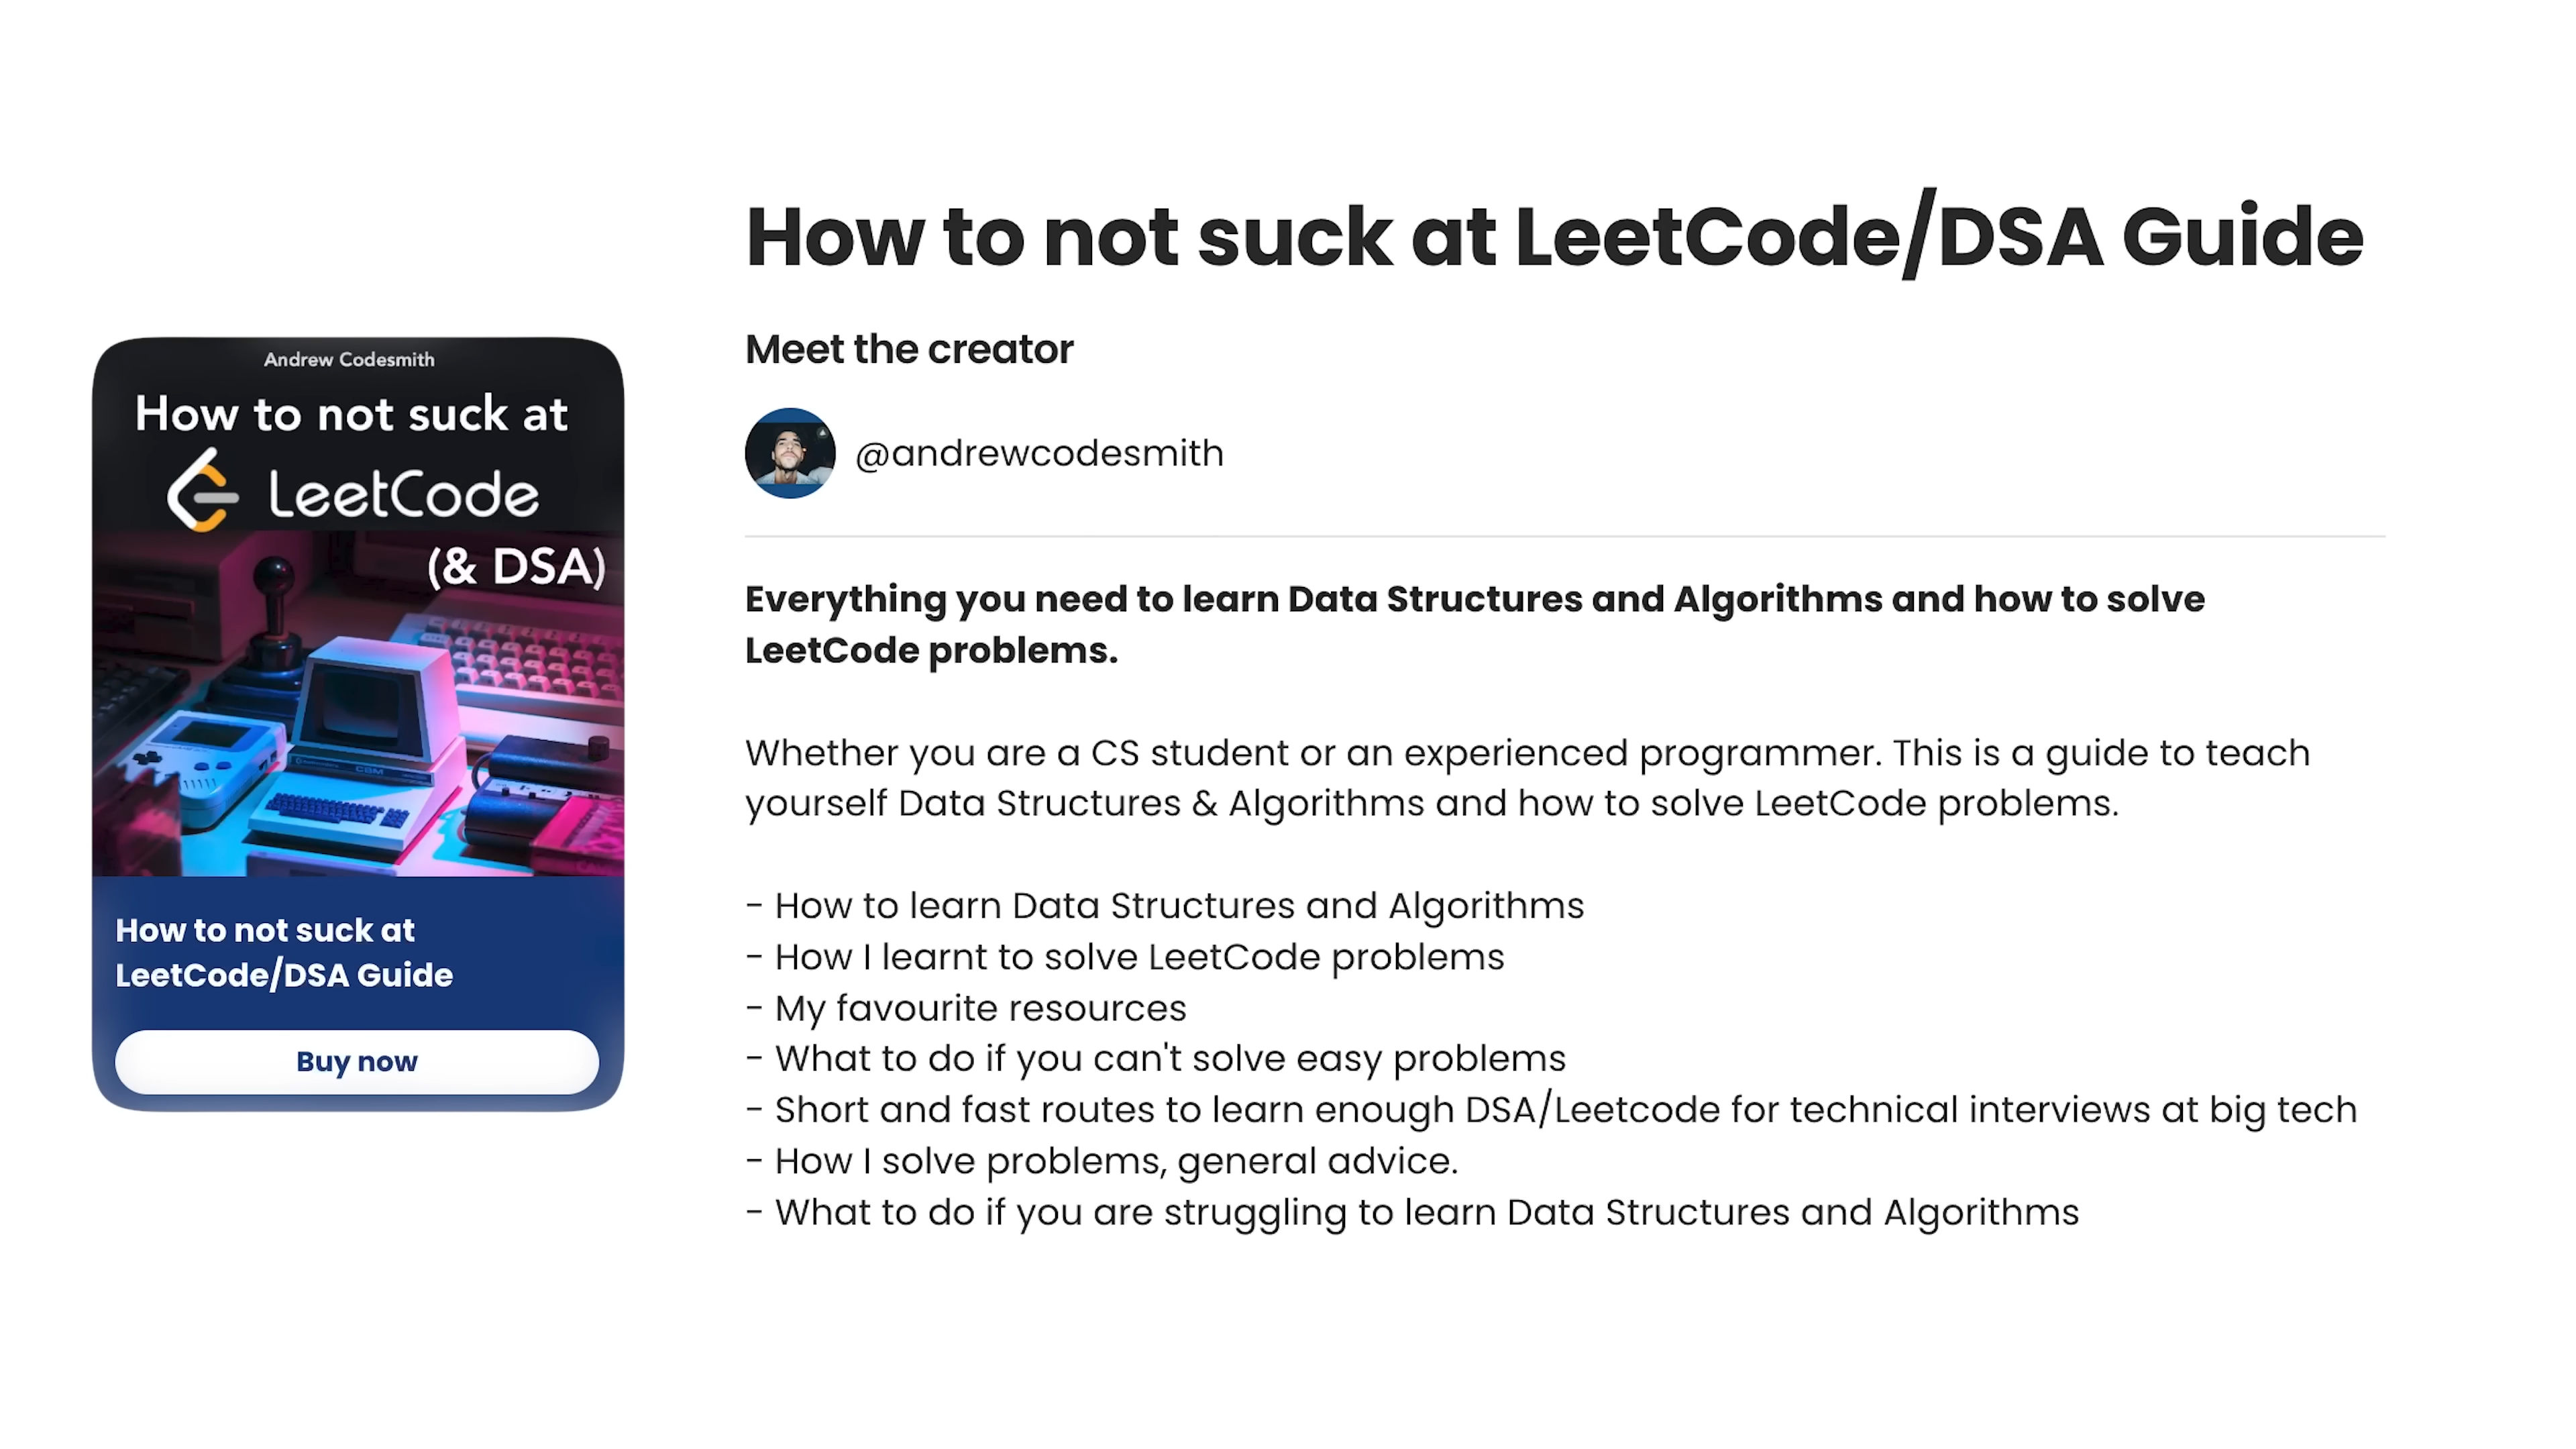 How to not suck at LeetCode/DSA Guide
Meet the creator
@andrewcodesmith
Andrew Codesmith
How to not suck at
LeetCode
(& DSA)
CBM
How to not suck at
LeetCode/DSA Guide
Buy now
Everything you need to learn Data Structures and Algorithms and how to solve
LeetCode problems.
Whether you are a CS student or an experienced programmer. This is a guide to teach
yourself Data Structures & Algorithms and how to solve LeetCode problems.
- How to learn Data Structures and Algorithms
- How I learnt to solve LeetCode problems
- My favourite resources
- What to do if you can't solve easy problems
- Short and fast routes to learn enough DSA/Leetcode for technical interviews at big tech
- How I solve problems, general advice.
- What to do if you are struggling to learn Data Structures and Algorithms